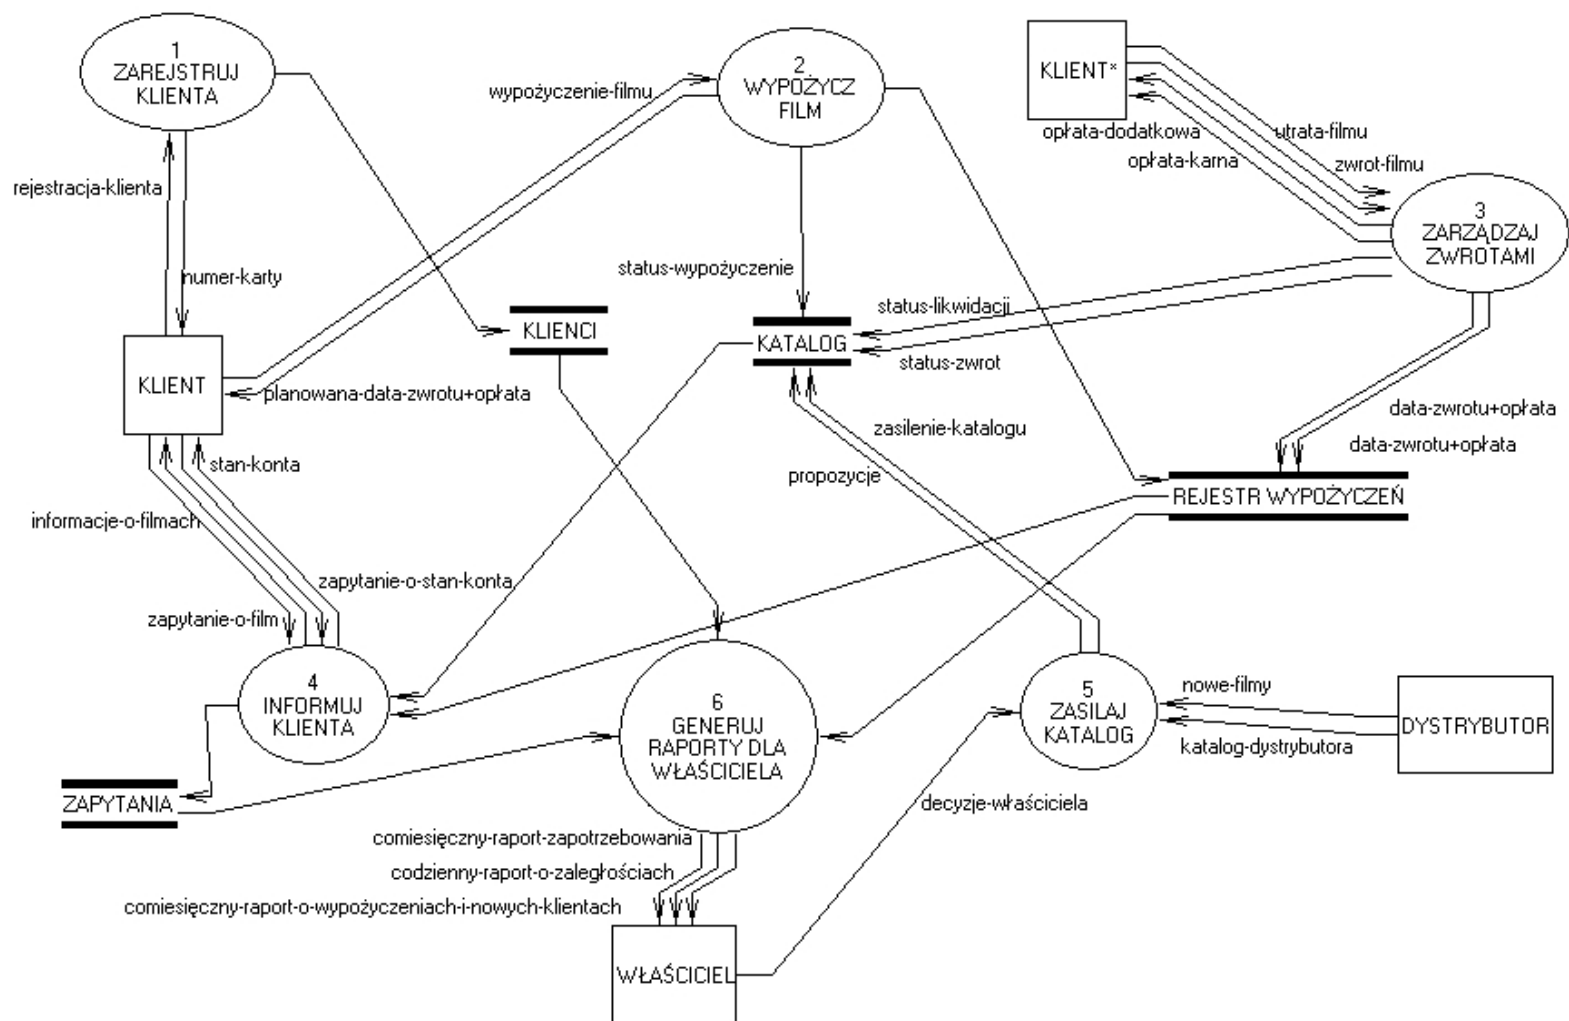 1
ZAREJSTRUJ
KLIENTA
2
WYPOŻYCZ
FILM
KLIENT*
wypożyczenie-filmu
opłata-dodatkowa
utrata-filmu
opłata-karna
zwrot-filmu
rejestracja-klienta
3
ZARZĄDZAJ
ZWROTAMI
numer-karty
status-wypożyczenie
status-likwidacji
KLIENCI
KATALOG
status-zwrot
KLIENT
planowana-data-zwrotu+opłata
data-zwrotu+opłata
zasilenie-katalogu
data-zwrotu+opłata
stan-konta
propozycje
REJESTR WYPOŻYCZEŃ
informacje-o-filmach
zapytanie-o-stan-konta
zapytanie-o-film
4
INFORMUJ
KLIENTA
6
GENERUJ
RAPORTY DLA
WŁAŚCICIELA
5
ZASILAJ
KATALOG
nowe-filmy
DYSTRYBUTOR
katalog-dystrybutora
ZAPYTANIA
decyzje-właściciela
comiesięczny-raport-zapotrzebowania
codzienny-raport-o-zaległościach
comiesięczny-raport-o-wypożyczeniach-i-nowych-klientach
WŁAŚCICIEL